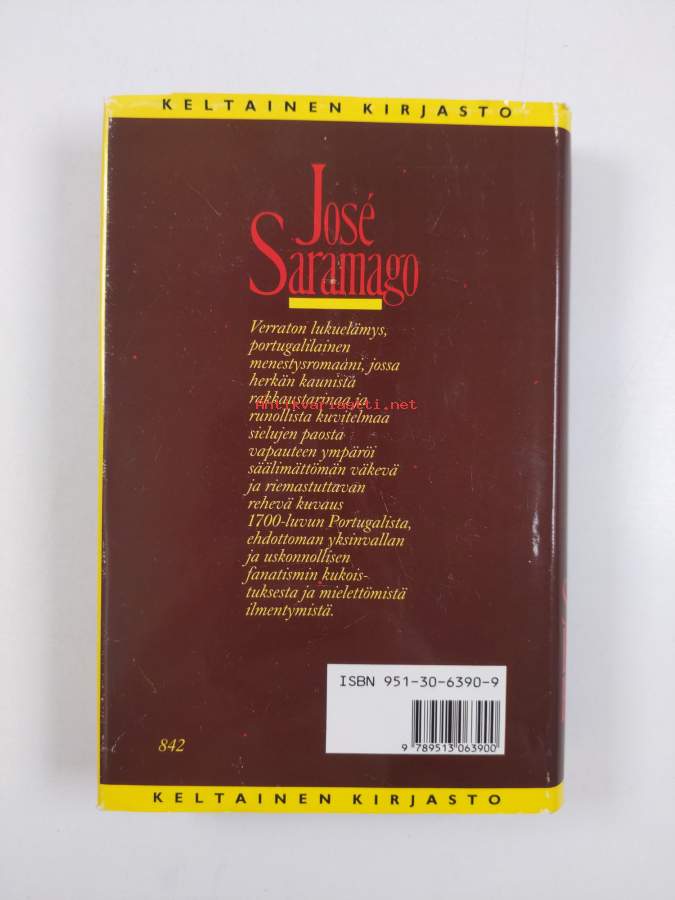 KELTAINEN KIRJASTO
José
Saramago
Verraton lukuelämys,
portugalilainen
menestysromaani, jossa
herkän kaunista
rakkaustarinaa ja
Antikvariaatti.net
runollista kuvitelmaa
sielujen paosta
vapauteen ympäröi
säälimättömän väkevä
ja riemastuttavan
rehevä kuvaus
1700-luvun Portugalista,
ehdottoman yksinvallan
ja uskonnollisen
fanatismin kukois-
tuksesta ja mielettömistä
ilmentymistä.
ISBN 951-30-6390-9
9 789513 063900
842
KELTAINEN KIRJASTO